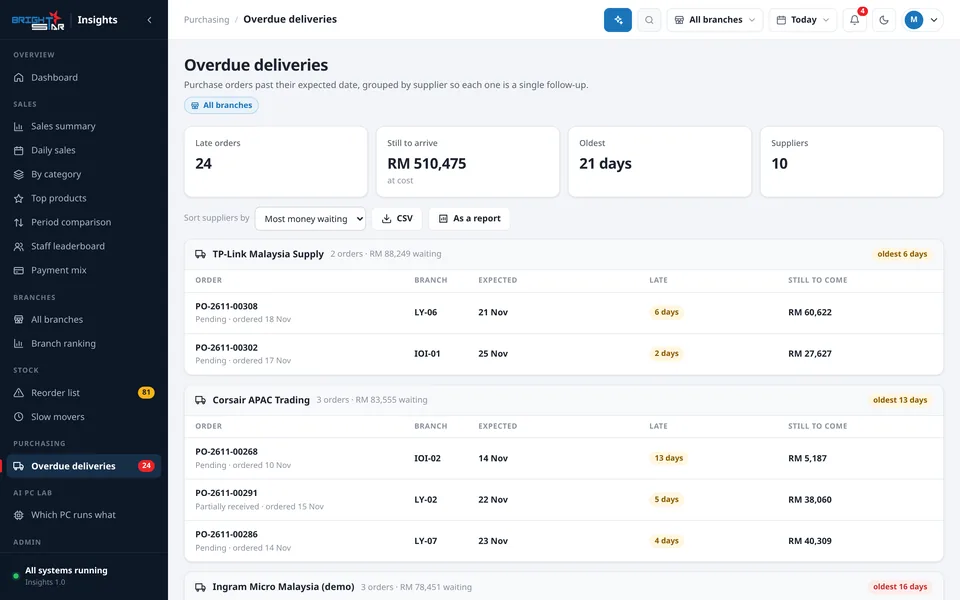 BRIGHT STAR Insights
OVERVIEW
Dashboard
SALES
Sales summary
Daily sales
By category
Top products
Period comparison
Staff leaderboard
Payment mix
BRANCHES
All branches
Branch ranking
STOCK
Reorder list 81
Slow movers
PURCHASING
Overdue deliveries 24
AI PC LAB
Which PC runs what
ADMIN
All systems running
Insights 1.0
Purchasing / Overdue deliveries
All branches
Today
4
M
Overdue deliveries
Purchase orders past their expected date, grouped by supplier so each one is a single follow-up.
All branches
Late orders
24
Still to arrive
RM 510,475
at cost
Oldest
21 days
Suppliers
10
Sort suppliers by Most money waiting CSV As a report
TP-Link Malaysia Supply 2 orders · RM 88,249 waiting oldest 6 days
ORDER BRANCH EXPECTED LATE STILL TO COME
PO-2611-00308 LY-06 21 Nov 6 days RM 60,622
Pending · ordered 18 Nov
PO-2611-00302 IOI-01 25 Nov 2 days RM 27,627
Pending · ordered 17 Nov
Corsair APAC Trading 3 orders · RM 83,555 waiting oldest 13 days
ORDER BRANCH EXPECTED LATE STILL TO COME
PO-2611-00268 IOI-02 14 Nov 13 days RM 5,187
Pending · ordered 10 Nov
PO-2611-00291 LY-02 22 Nov 5 days RM 38,060
Partially received · ordered 15 Nov
PO-2611-00286 LY-07 23 Nov 4 days RM 40,309
Pending · ordered 14 Nov
Ingram Micro Malaysia (demo) 3 orders · RM 78,451 waiting oldest 16 days